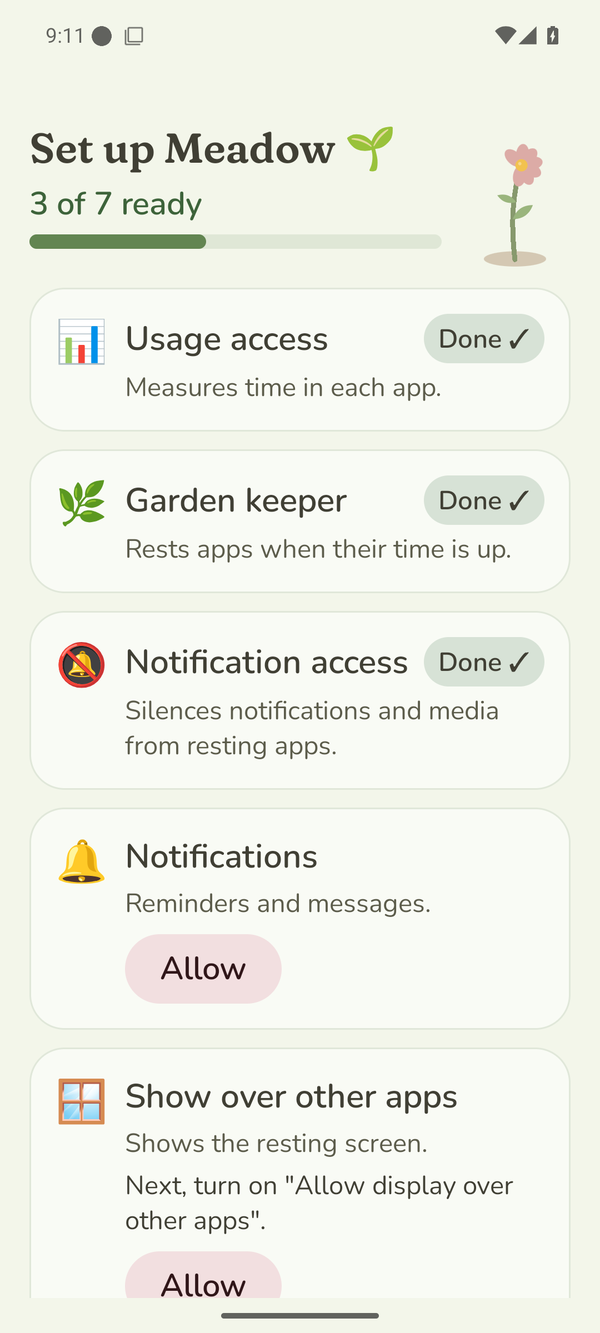 9:11
Set up Meadow
3 of 7 ready
Usage access
Done ✓
Measures time in each app.
Garden keeper
Done ✓
Rests apps when their time is up.
Notification access
Done ✓
Silences notifications and media
from resting apps.
Notifications
Reminders and messages.
Allow
Show over other apps
Shows the resting screen.
Next, turn on "Allow display over
other apps".
Allow